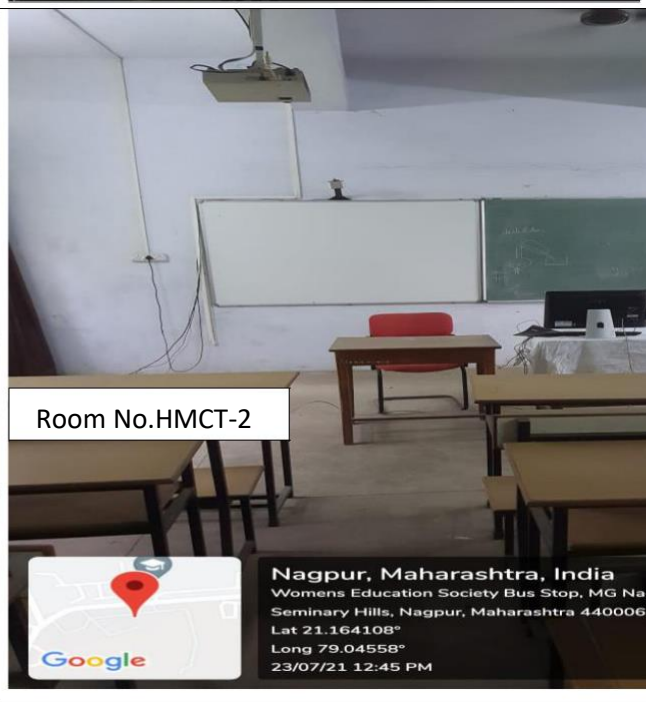 Room No.HMCT-2
Nagpur, Maharashtra, India
Womens Education Society Bus Stop, MG Na
Seminary Hills, Nagpur, Maharashtra 440006
Lat 21.164108°
Long 79.04558°
23/07/21 12:45 PM
Google